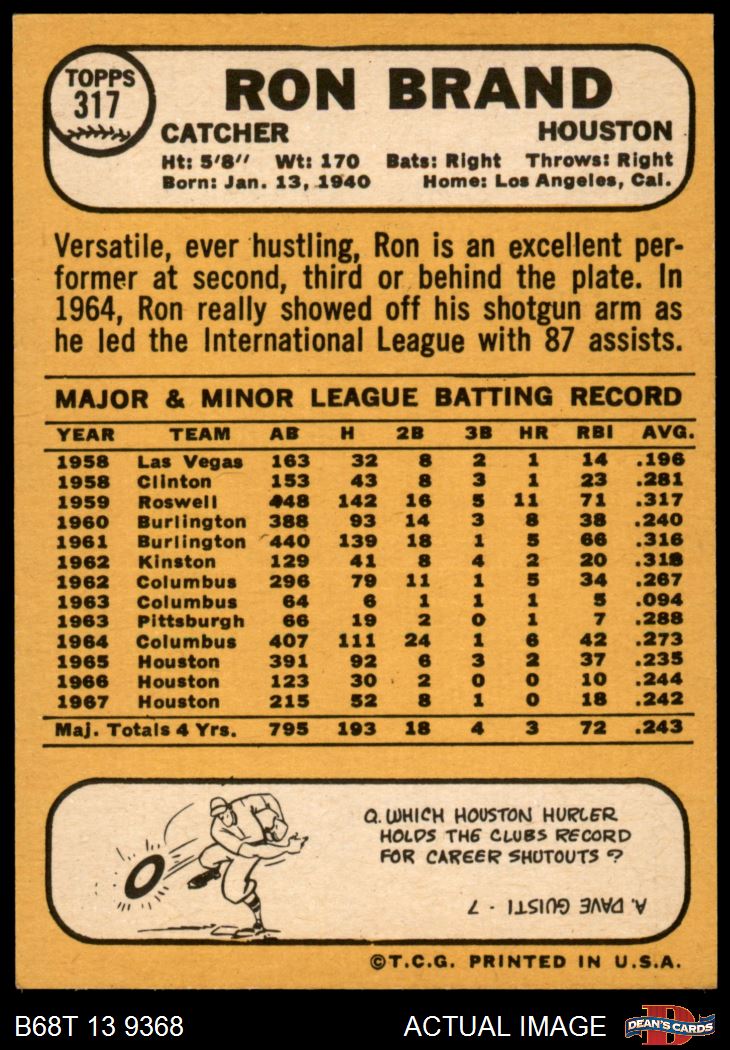 TOPPS
317
RON BRAND
CATCHER HOUSTON
Ht: 5'8" Wt: 170 Bats: Right Throws: Right
Born: Jan. 13, 1940 Home: Los Angeles, Cal.
Versatile, ever hustling, Ron is an excellent per-
former at second, third or behind the plate. In
1964, Ron really showed off his shotgun arm as
he led the International League with 87 assists.
MAJOR & MINOR LEAGUE BATTING RECORD
YEAR TEAM AB H 2B 3B HR RBI AVG.
1958 Las Vegas 163 32 8 2 1 14 .196
1958 Clinton 153 43 8 3 1 23 .281
1959 Roswell 448 142 16 5 11 71 .317
1960 Burlington 388 93 14 3 8 38 .240
1961 Burlington 440 139 18 1 5 66 .316
1962 Kinston 129 41 8 4 2 20 .318
1962 Columbus 296 79 11 1 5 34 .267
1963 Columbus 64 6 1 1 1 5 .094
1963 Pittsburgh 66 19 2 0 1 7 .288
1964 Columbus 407 111 24 1 6 42 .273
1965 Houston 391 92 6 3 2 37 .235
1966 Houston 123 30 2 0 0 10 .244
1967 Houston 215 52 8 1 0 18 .242
Maj. Totals 4 Yrs. 795 193 18 4 3 72 .243
Q. WHICH HOUSTON HURLER
HOLDS THE CLUBS RECORD
FOR CAREER SHUTOUTS?
A. DAVE GUISTI - 7
©T.C.G. PRINTED IN U.S.A.
B68T 13 9368 ACTUAL IMAGE
D
DEAN'S CARDS